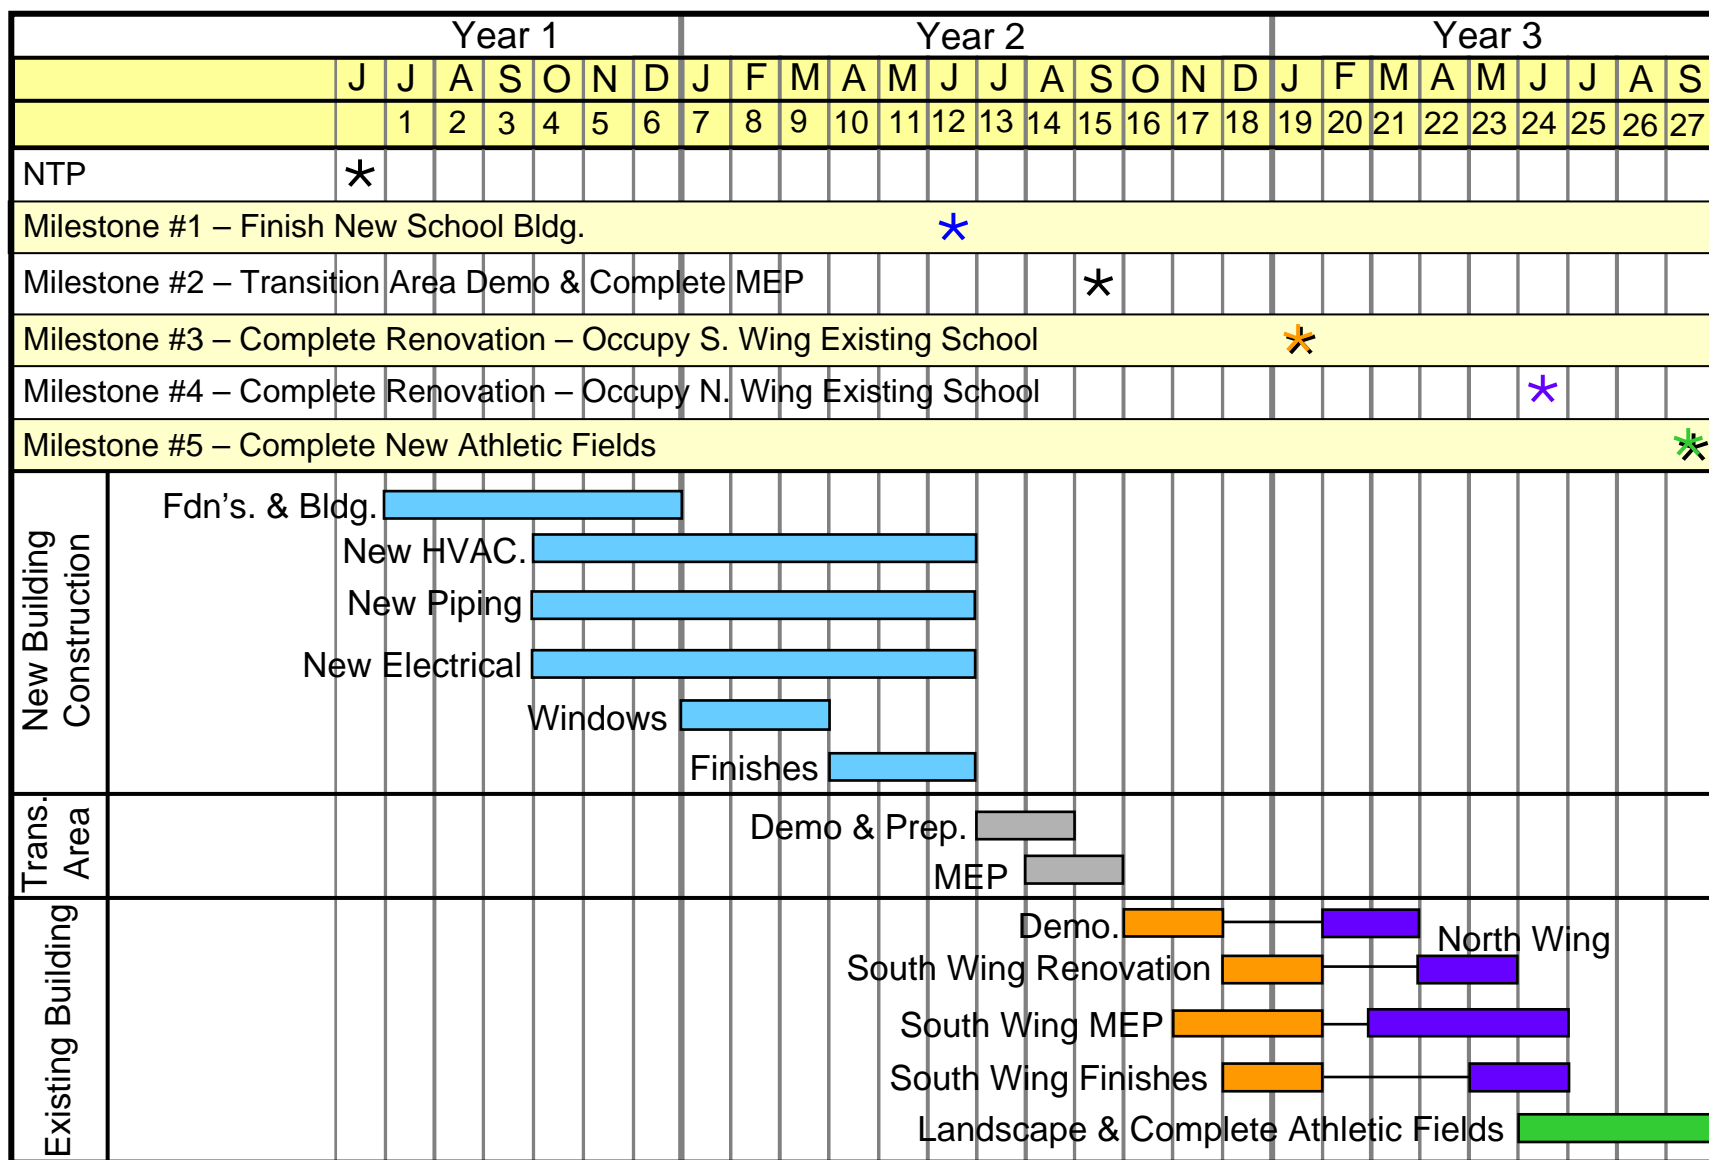 Year 1 Year 2 Year 3
J J A S O N D J F M A M J J A S O N D J F M A M J J A S
1 2 3 4 5 6 7 8 9 10 11 12 13 14 15 16 17 18 19 20 21 22 23 24 25 26 27
NTP
Milestone #1 – Finish New School Bldg.
Milestone #2 – Transition Area Demo & Complete MEP
Milestone #3 – Complete Renovation – Occupy S. Wing Existing School
Milestone #4 – Complete Renovation – Occupy N. Wing Existing School
Milestone #5 – Complete New Athletic Fields
New Building
Construction
Fdn's. & Bldg.
New HVAC.
New Piping
New Electrical
Windows
Finishes
Trans.
Area
Demo & Prep.
MEP
Existing Building
Demo.
North Wing
South Wing Renovation
South Wing MEP
South Wing Finishes
Landscape & Complete Athletic Fields